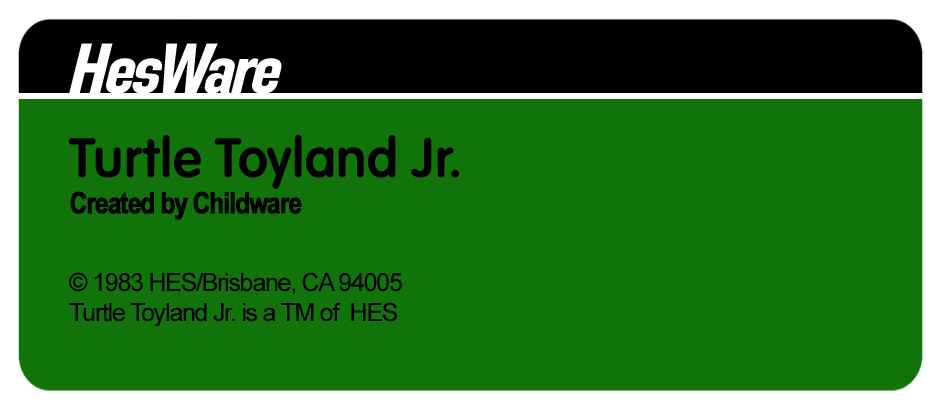 HesWare
Turtle Toyland Jr.
Created by Childware
© 1983 HES/Brisbane, CA 94005
Turtle Toyland Jr. is a TM of HES